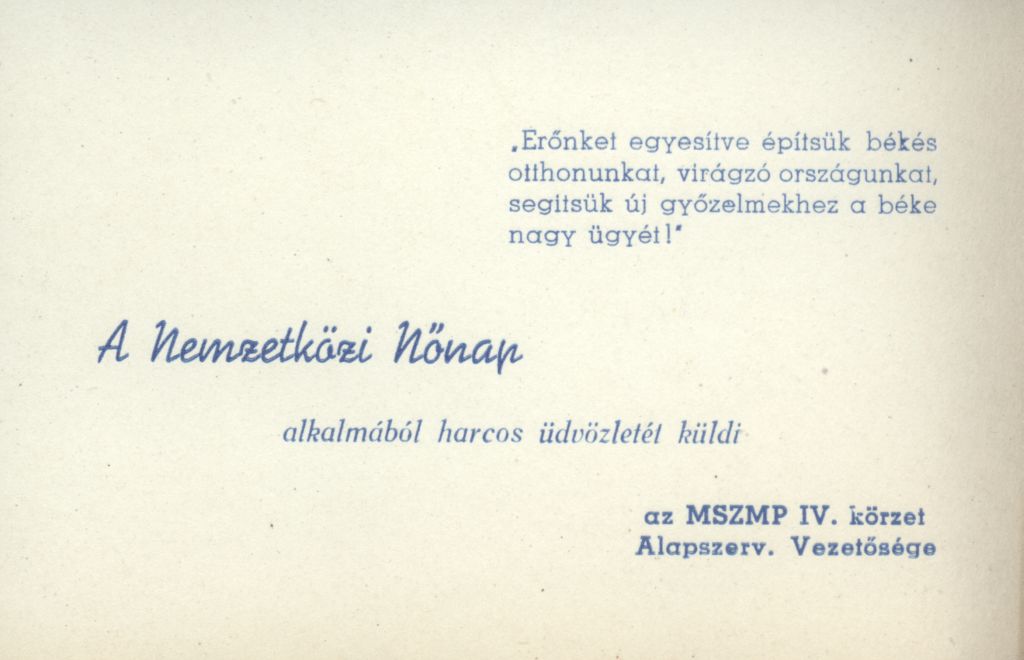 „Erőnket egyesítve építsük békés
otthonunkat, virágzó országunkat,
segitsük új győzelmekhez a béke
nagy ügyét!"
A Nemzetközi Nőnap
alkalmából harcos üdvözletét küldi
az MSZMP IV. körzet
Alapszerv. Vezetősége